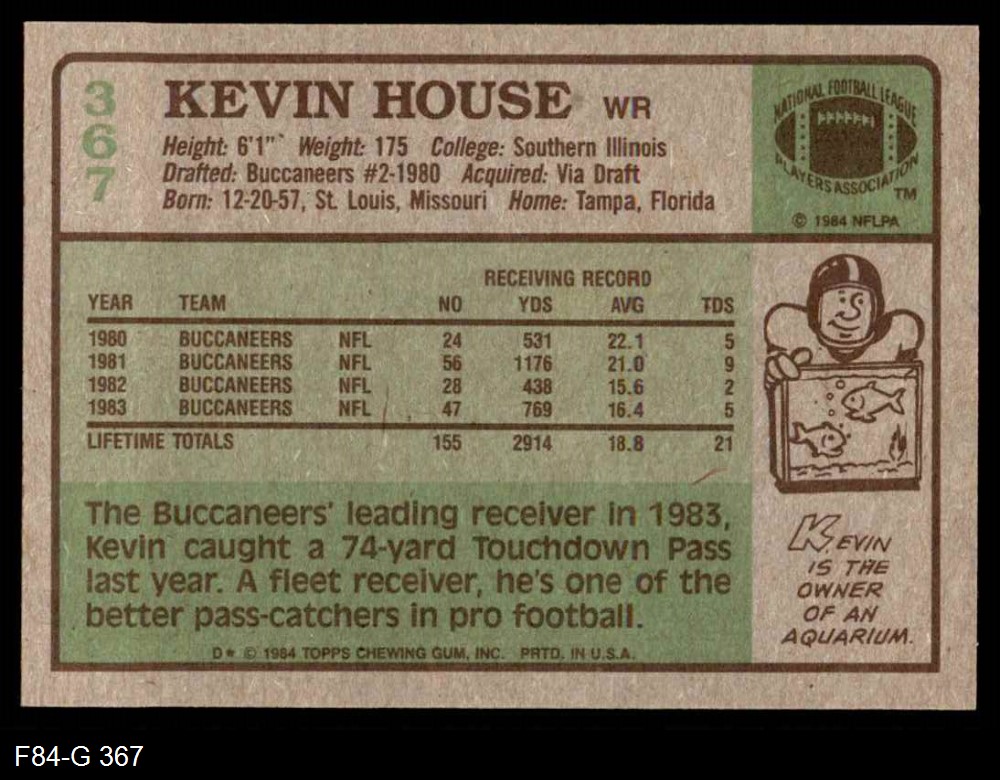 367
KEVIN HOUSE WR
Height: 6'1" Weight: 175 College: Southern Illinois
Drafted: Buccaneers #2-1980 Acquired: Via Draft
Born: 12-20-57, St. Louis, Missouri Home: Tampa, Florida
NATIONAL FOOTBALL LEAGUE
PLAYERS ASSOCIATION
TM
© 1984 NFLPA
RECEIVING RECORD
YEAR TEAM NO YDS AVG TDS
1980 BUCCANEERS NFL 24 531 22.1 5
1981 BUCCANEERS NFL 56 1176 21.0 9
1982 BUCCANEERS NFL 28 438 15.6 2
1983 BUCCANEERS NFL 47 769 16.4 5
LIFETIME TOTALS 155 2914 18.8 21
The Buccaneers' leading receiver in 1983,
Kevin caught a 74-yard Touchdown Pass
last year. A fleet receiver, he's one of the
better pass-catchers in pro football.
D* © 1984 TOPPS CHEWING GUM, INC. PRTD. IN U.S.A.
KEVIN
IS THE
OWNER
OF AN
AQUARIUM.
F84-G 367